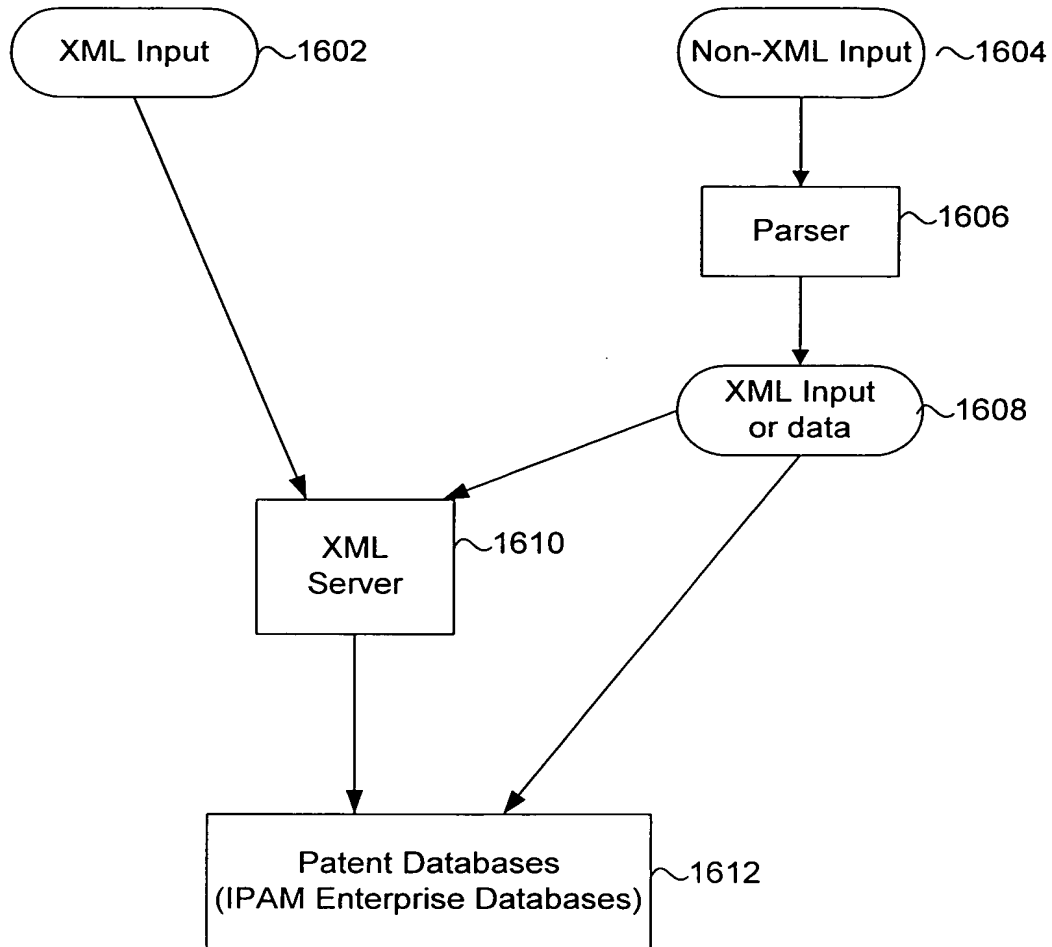 XML Input
1602
Non-XML Input
1604
Parser
1606
XML Input
or data
1608
XML
Server
1610
Patent Databases
(IPAM Enterprise Databases)
1612